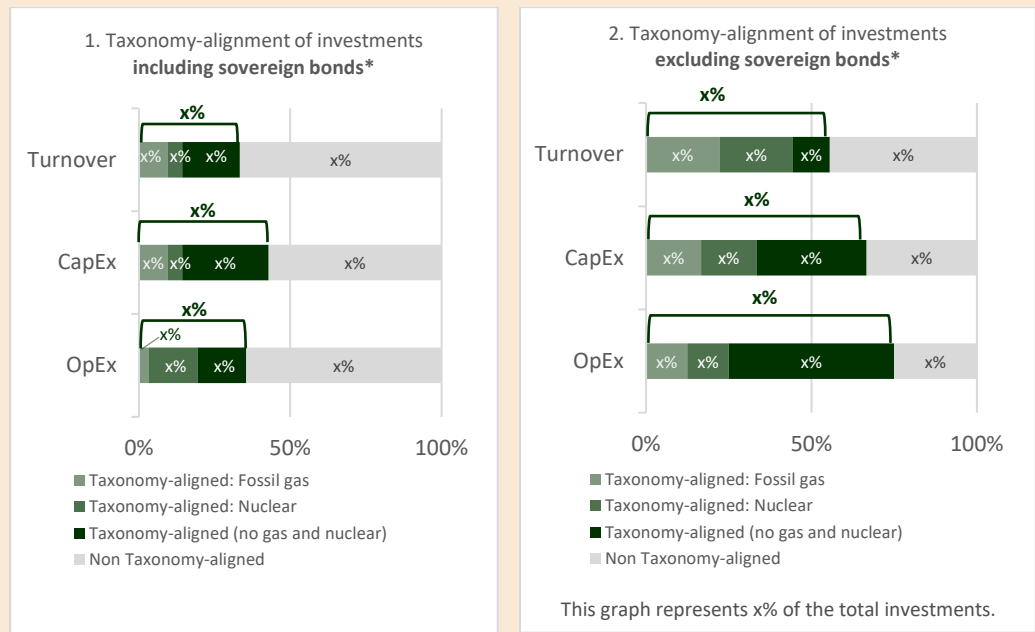 1. Taxonomy-alignment of investments
including sovereign bonds*
x%
Turnover
x%
x%
x%
x%
x%
CapEx
x%
x%
x%
x%
x%
x%
OpEx
x%
x%
x%
0%
50%
100%
Taxonomy-aligned: Fossil gas
Taxonomy-aligned: Nuclear
Taxonomy-aligned (no gas and nuclear)
Non Taxonomy-aligned
2. Taxonomy-alignment of investments
excluding sovereign bonds*
x%
Turnover
x%
x%
x%
x%
x%
CapEx
x%
x%
x%
x%
x%
OpEx
x%
x%
x%
x%
0%
50%
100%
Taxonomy-aligned: Fossil gas
Taxonomy-aligned: Nuclear
Taxonomy-aligned (no gas and nuclear)
Non Taxonomy-aligned
This graph represents x% of the total investments.